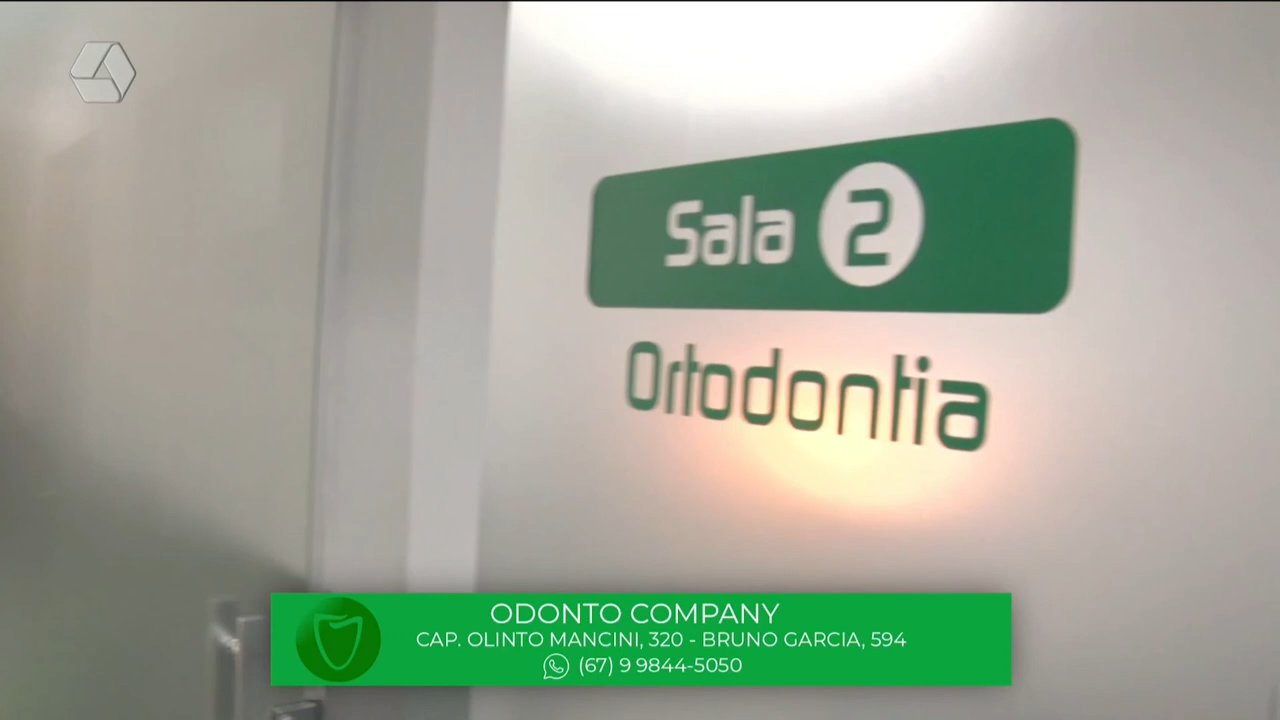 Sala 2
Ortodontia
ODONTO COMPANY
CAP. OLINTO MANCINI, 320 - BRUNO GARCIA, 594
(67) 9 9844-5050